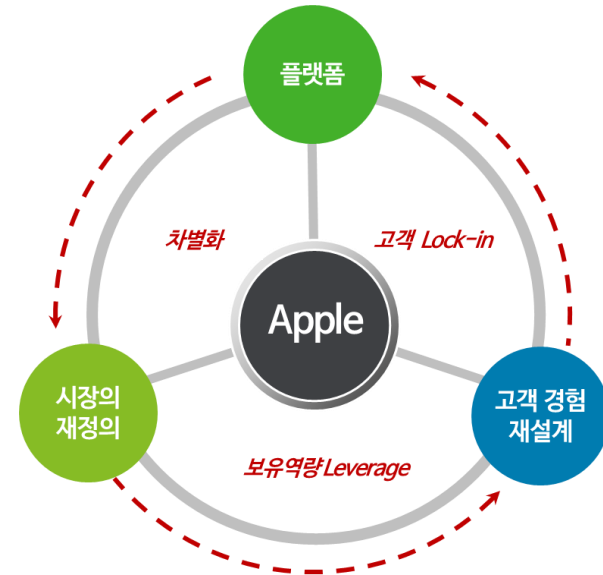 플랫폼
차별화
고객 Lock-in
Apple
시장의
재정의
고객 경험
재설계
보유역량 Leverage